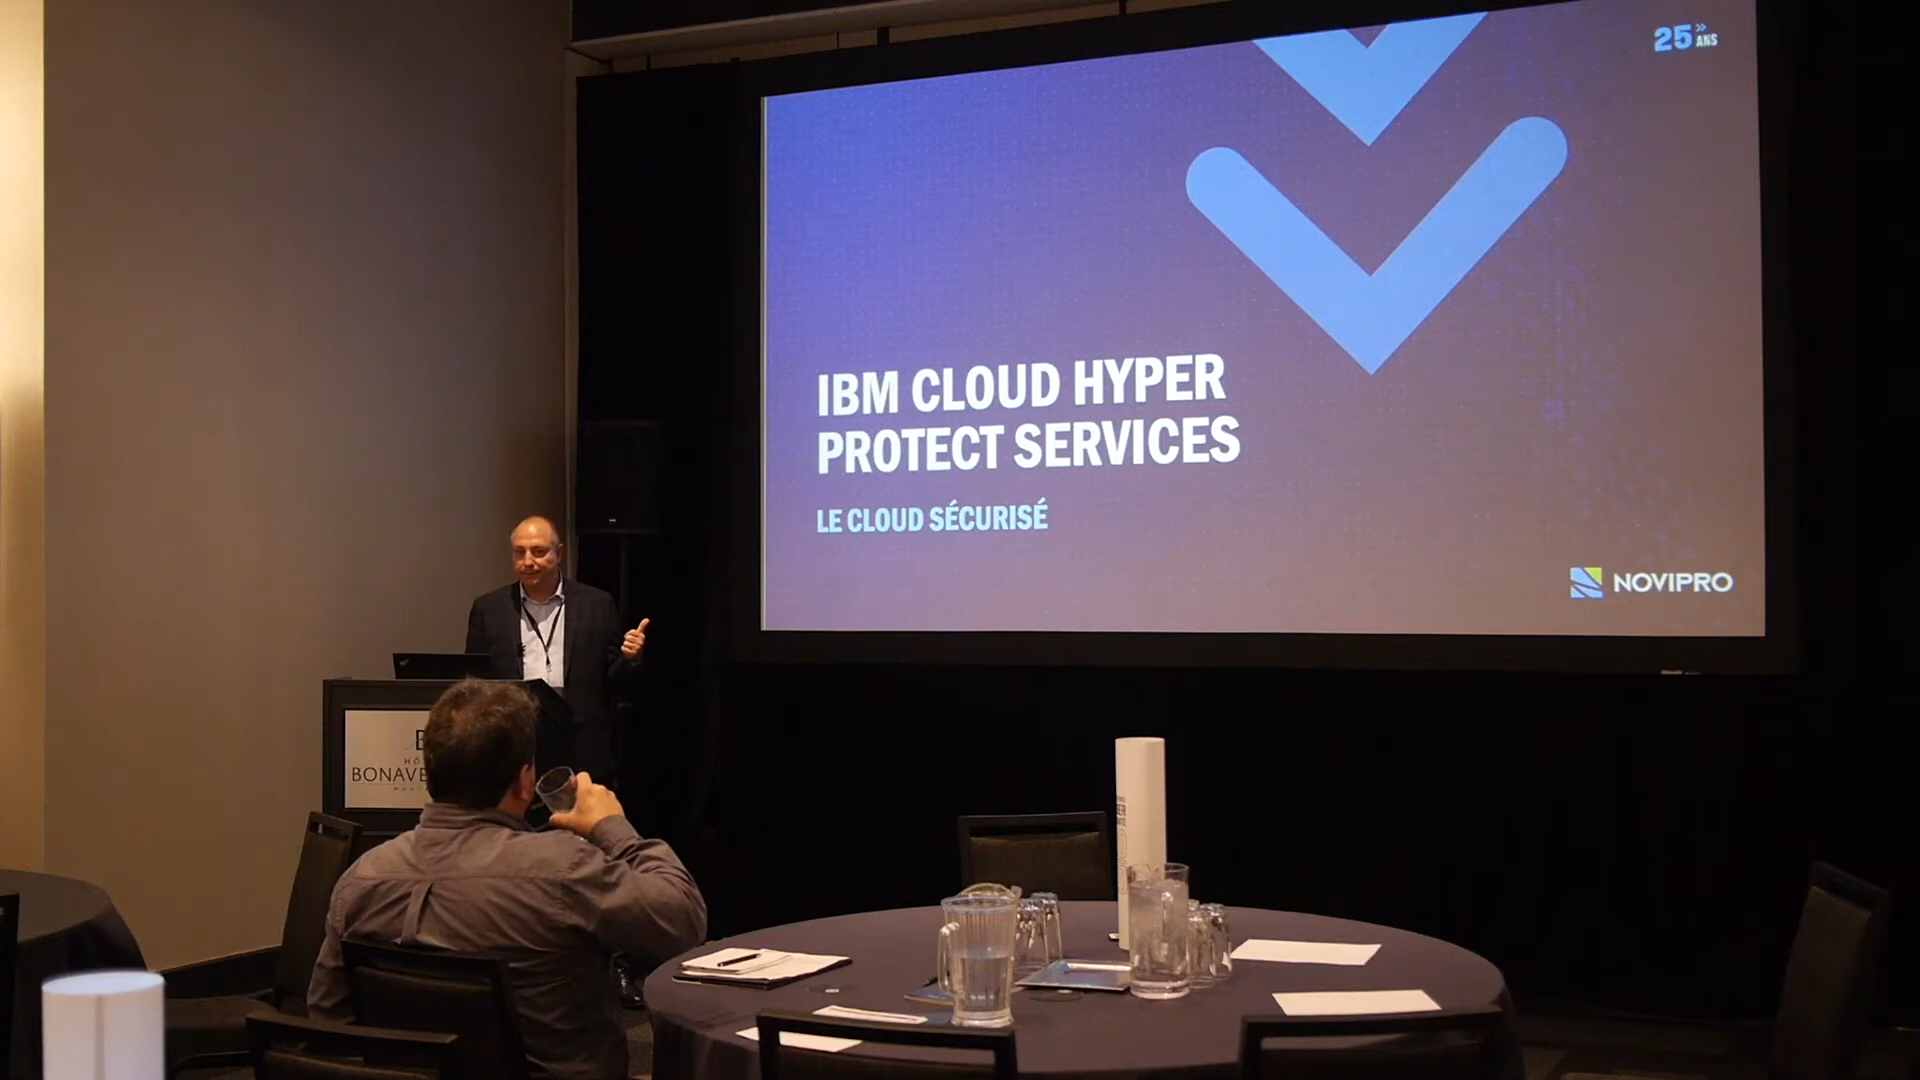 25 ANS
IBM CLOUD HYPER
PROTECT SERVICES
LE CLOUD SÉCURISÉ
NOVIPRO
BONAVE